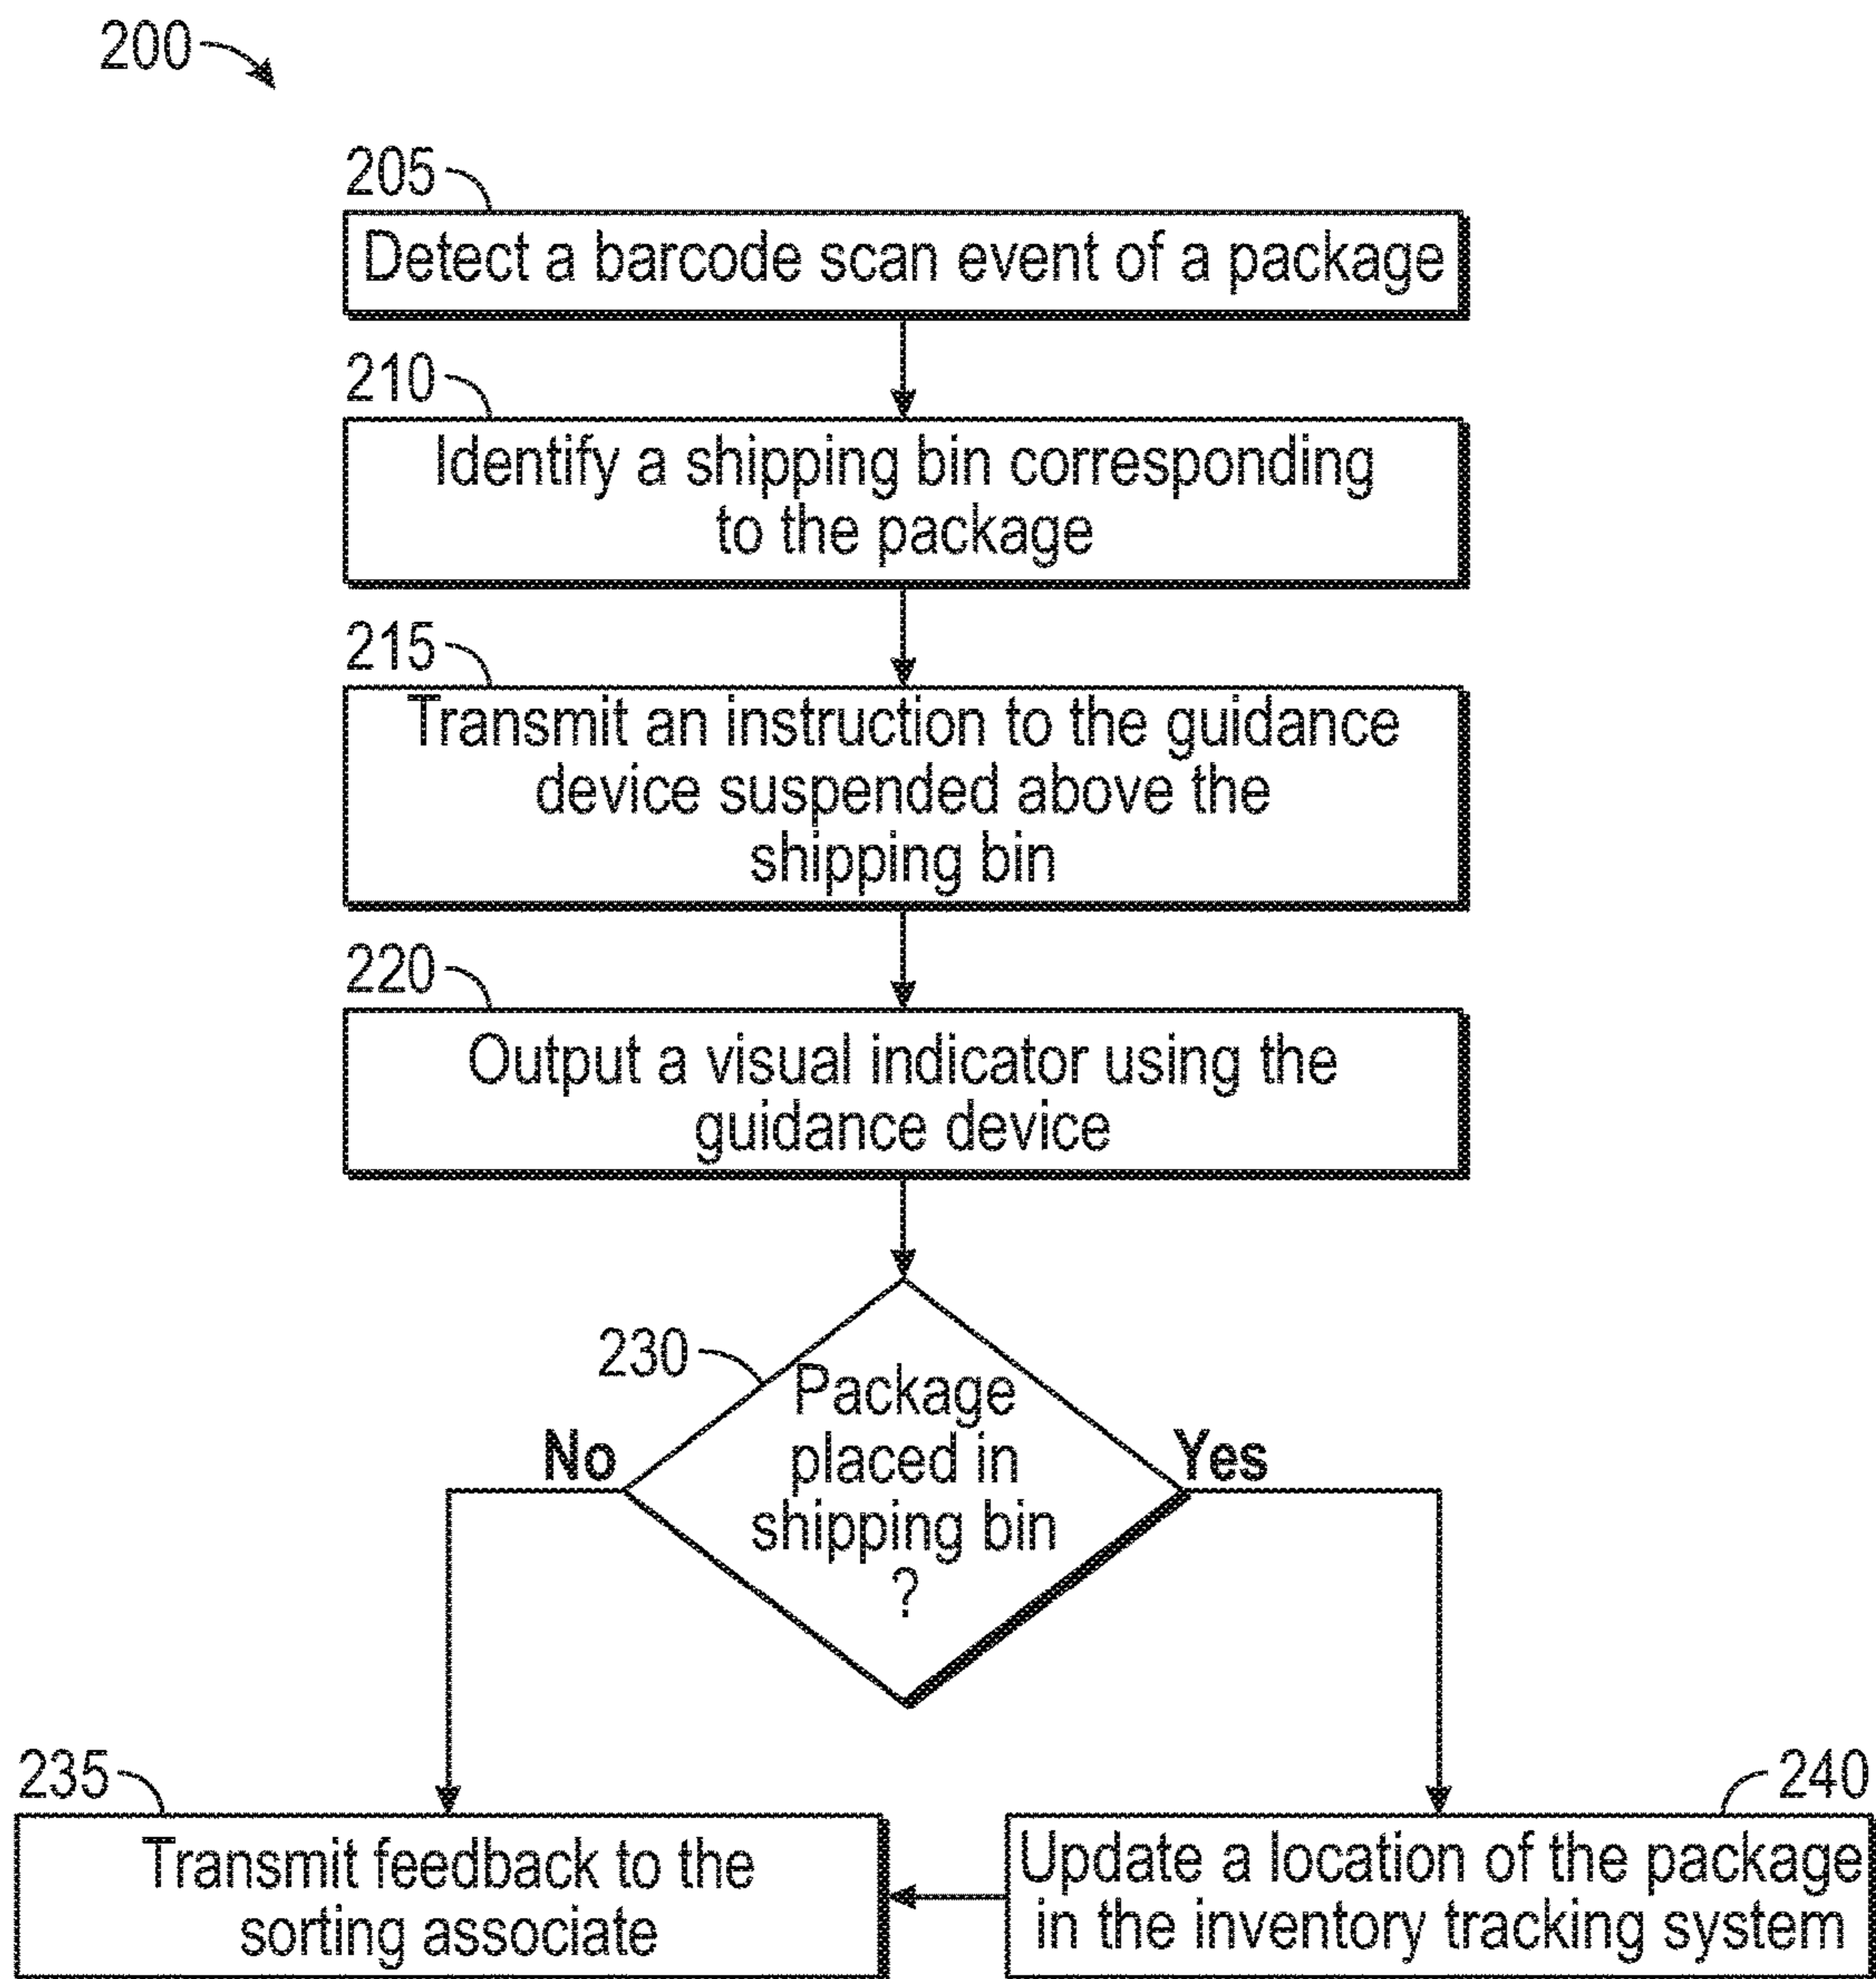 200
205
Detect a barcode scan event of a package
210
Identify a shipping bin corresponding
to the package
215
Transmit an instruction to the guidance
device suspended above the
shipping bin
220
Output a visual indicator using the
guidance device
230
Package
placed in
shipping bin
?
No
Yes
235
Transmit feedback to the
sorting associate
240
Update a location of the package
in the inventory tracking system